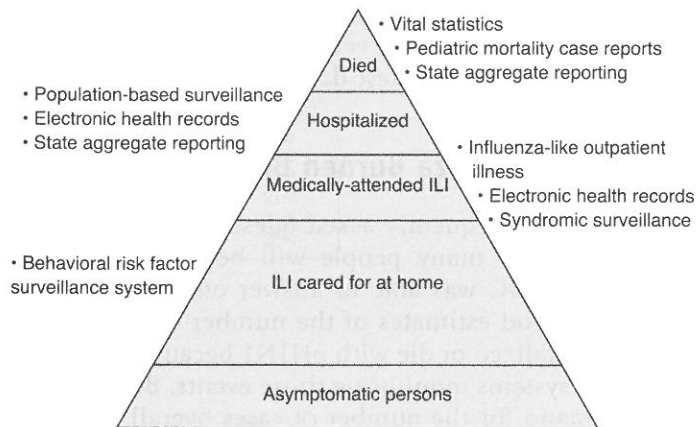 • Vital statistics
• Pediatric mortality case reports
• State aggregate reporting
Died
• Population-based surveillance
• Electronic health records
• State aggregate reporting
Hospitalized
• Influenza-like outpatient
illness
• Electronic health records
• Syndromic surveillance
Medically-attended ILI
• Behavioral risk factor
surveillance system
ILI cared for at home
Asymptomatic persons